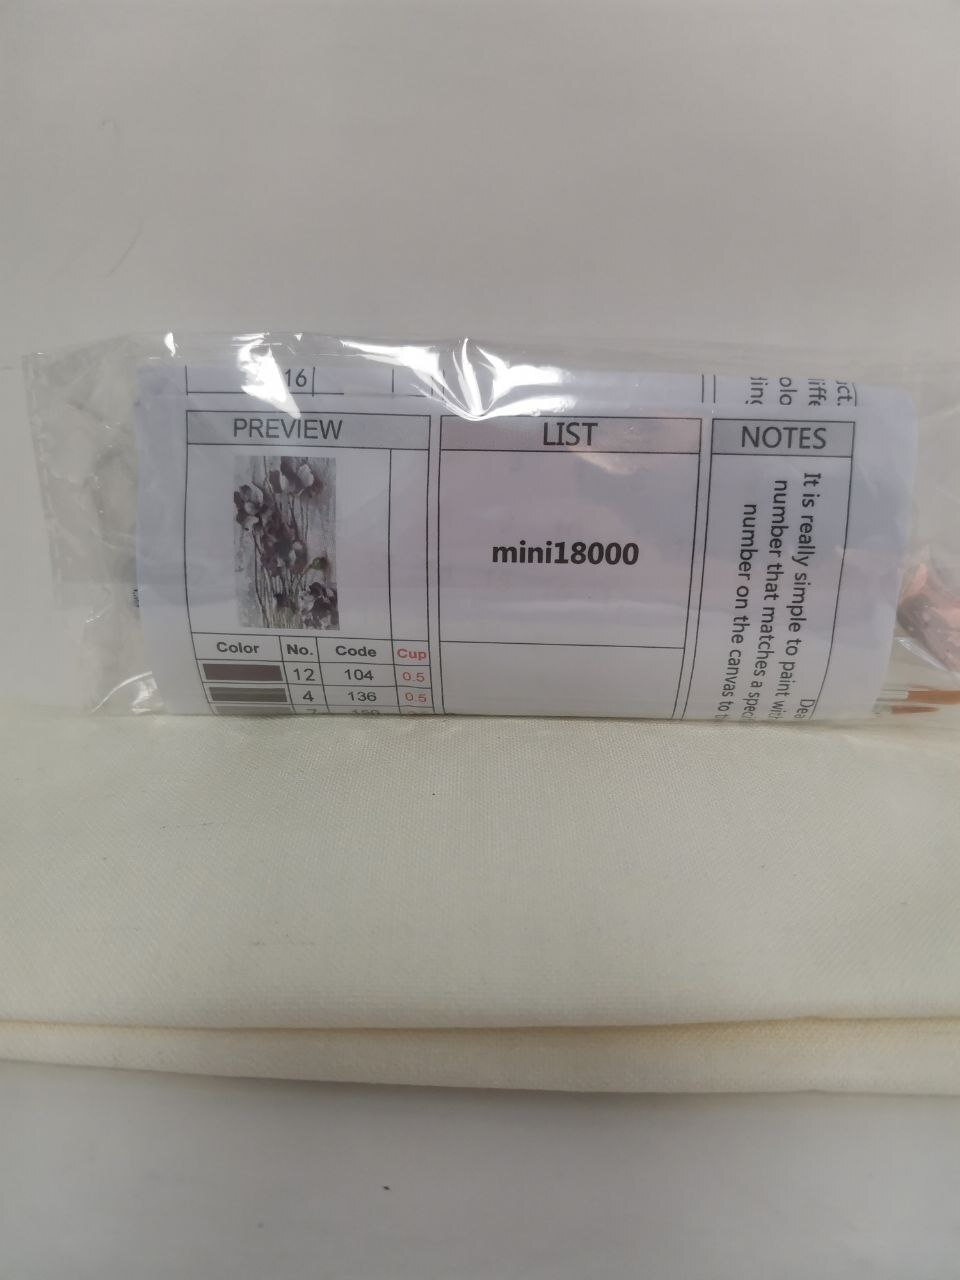 16
PREVIEW
LIST
NOTES
mini18000
Color No. Code Cup
12 104 0.5
4 136 0.5
It is really simple to paint
number that matches a
number on the canvas to